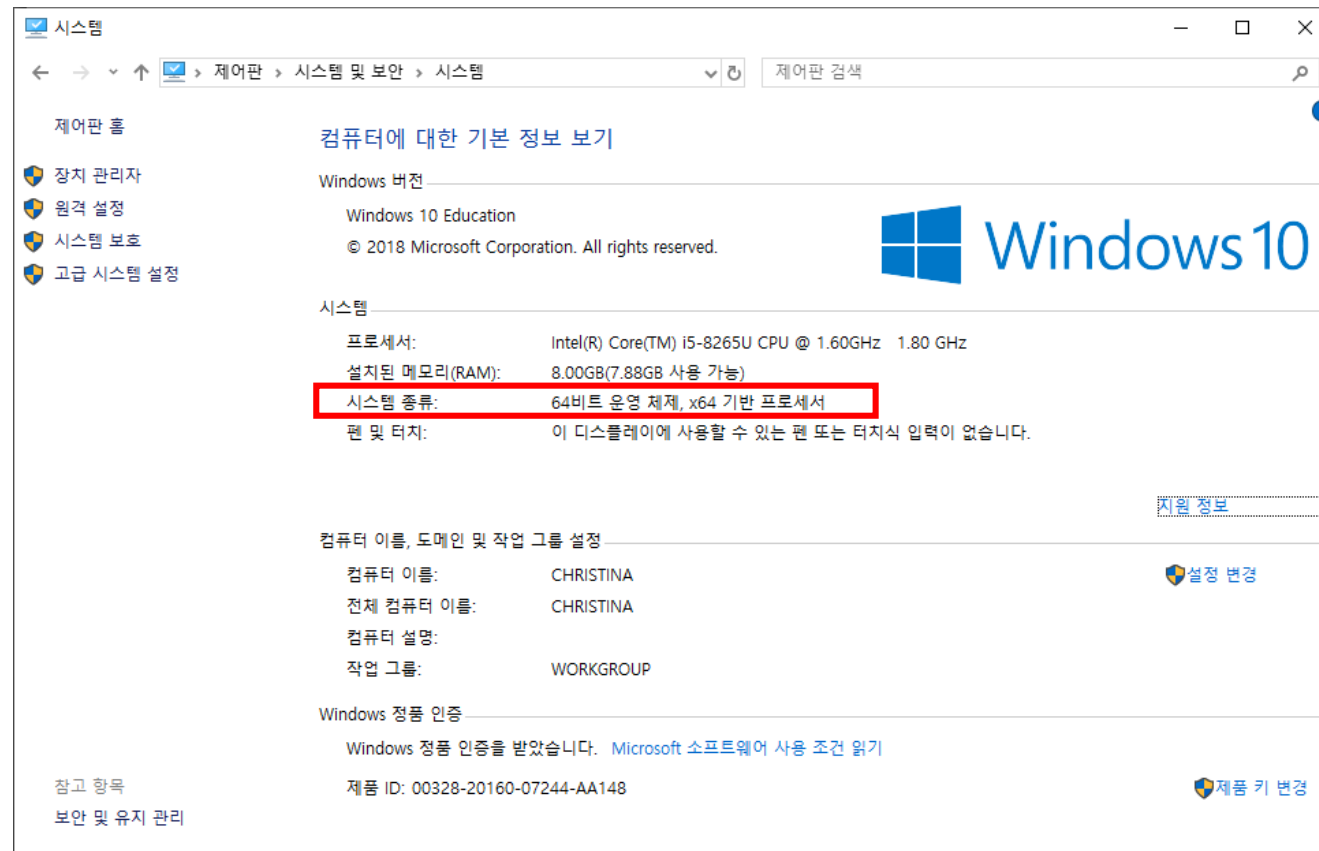 시스템
제어판 › 시스템 및 보안 › 시스템
제어판 검색
제어판 홈
장치 관리자
원격 설정
시스템 보호
고급 시스템 설정
컴퓨터에 대한 기본 정보 보기
Windows 버전
Windows 10 Education
© 2018 Microsoft Corporation. All rights reserved.
Windows 10
시스템
프로세서: Intel(R) Core(TM) i5-8265U CPU @ 1.60GHz 1.80 GHz
설치된 메모리(RAM): 8.00GB(7.88GB 사용 가능)
시스템 종류: 64비트 운영 체제, x64 기반 프로세서
펜 및 터치: 이 디스플레이에 사용할 수 있는 펜 또는 터치식 입력이 없습니다.
지원 정보
컴퓨터 이름, 도메인 및 작업 그룹 설정
컴퓨터 이름: CHRISTINA
설정 변경
전체 컴퓨터 이름: CHRISTINA
컴퓨터 설명:
작업 그룹: WORKGROUP
Windows 정품 인증
Windows 정품 인증을 받았습니다. Microsoft 소프트웨어 사용 조건 읽기
제품 ID: 00328-20160-07244-AA148
제품 키 변경
참고 항목
보안 및 유지 관리